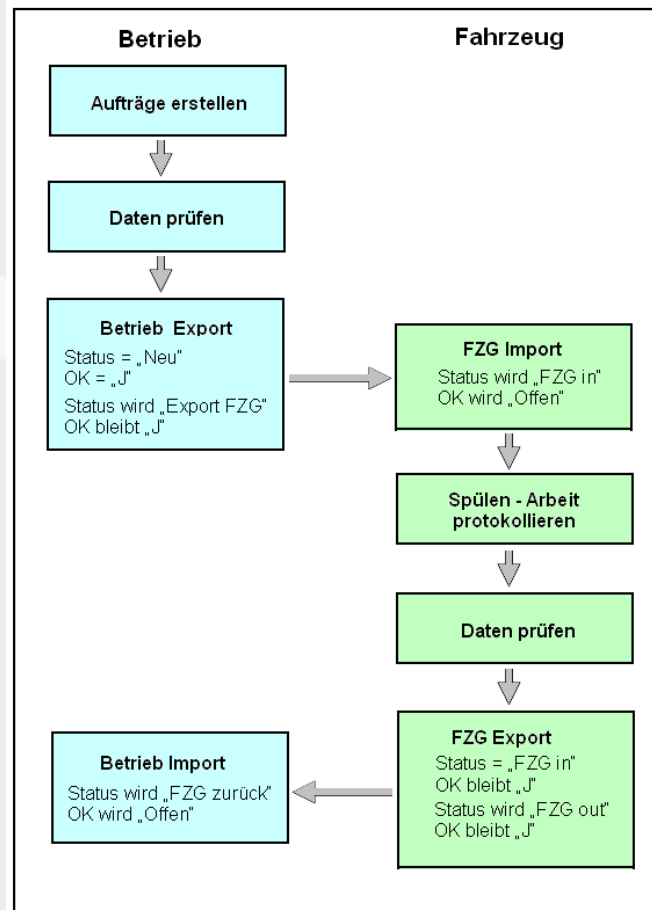 Betrieb
Fahrzeug
Aufträge erstellen
Daten prüfen
Betrieb Export
Status = „Neu"
OK = „J"
Status wird „Export FZG"
OK bleibt „J"
FZG Import
Status wird „FZG in"
OK wird „Offen"
Spülen - Arbeit
protokollieren
Daten prüfen
FZG Export
Status = „FZG in"
OK bleibt „J"
Status wird „FZG out"
OK bleibt „J"
Betrieb Import
Status wird „FZG zurück"
OK wird „Offen"